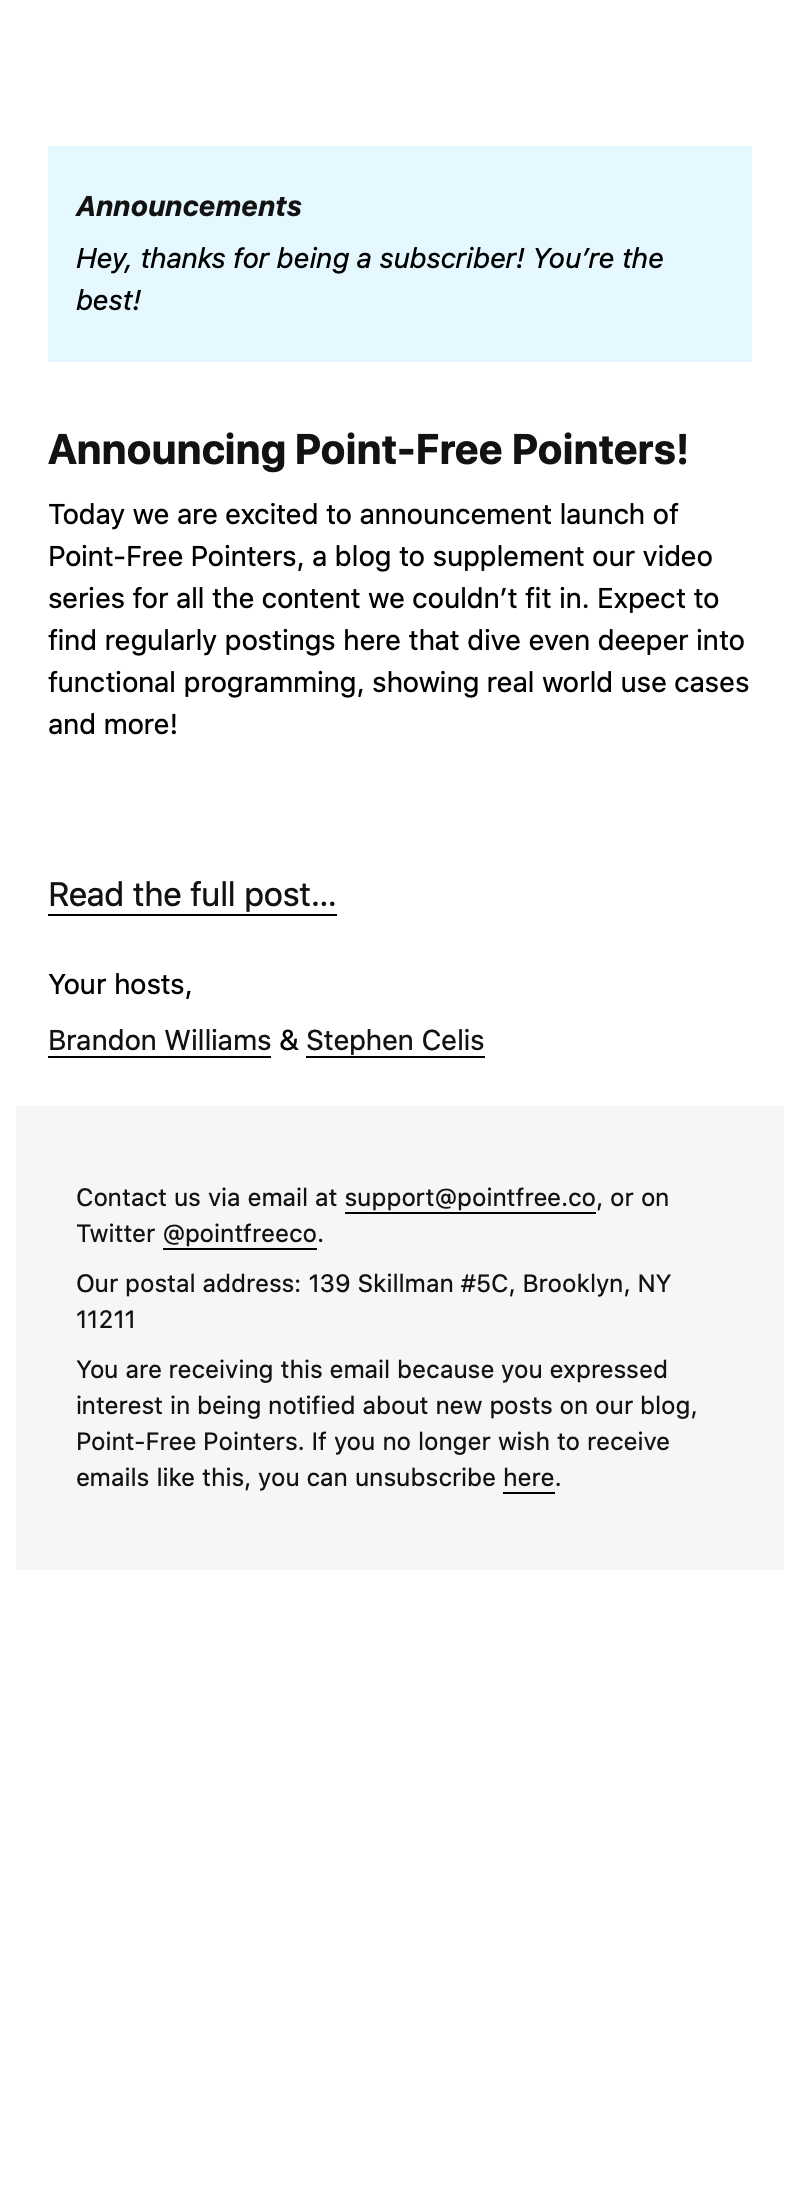 Announcements
Hey, thanks for being a subscriber! You’re the
best!
Announcing Point-Free Pointers!
Today we are excited to announcement launch of
Point-Free Pointers, a blog to supplement our video
series for all the content we couldn’t fit in. Expect to
find regularly postings here that dive even deeper into
functional programming, showing real world use cases
and more!
Read the full post…
Your hosts,
Brandon Williams & Stephen Celis
Contact us via email at support@pointfree.co, or on
Twitter @pointfreeco.
Our postal address: 139 Skillman #5C, Brooklyn, NY
11211
You are receiving this email because you expressed
interest in being notified about new posts on our blog,
Point-Free Pointers. If you no longer wish to receive
emails like this, you can unsubscribe here.